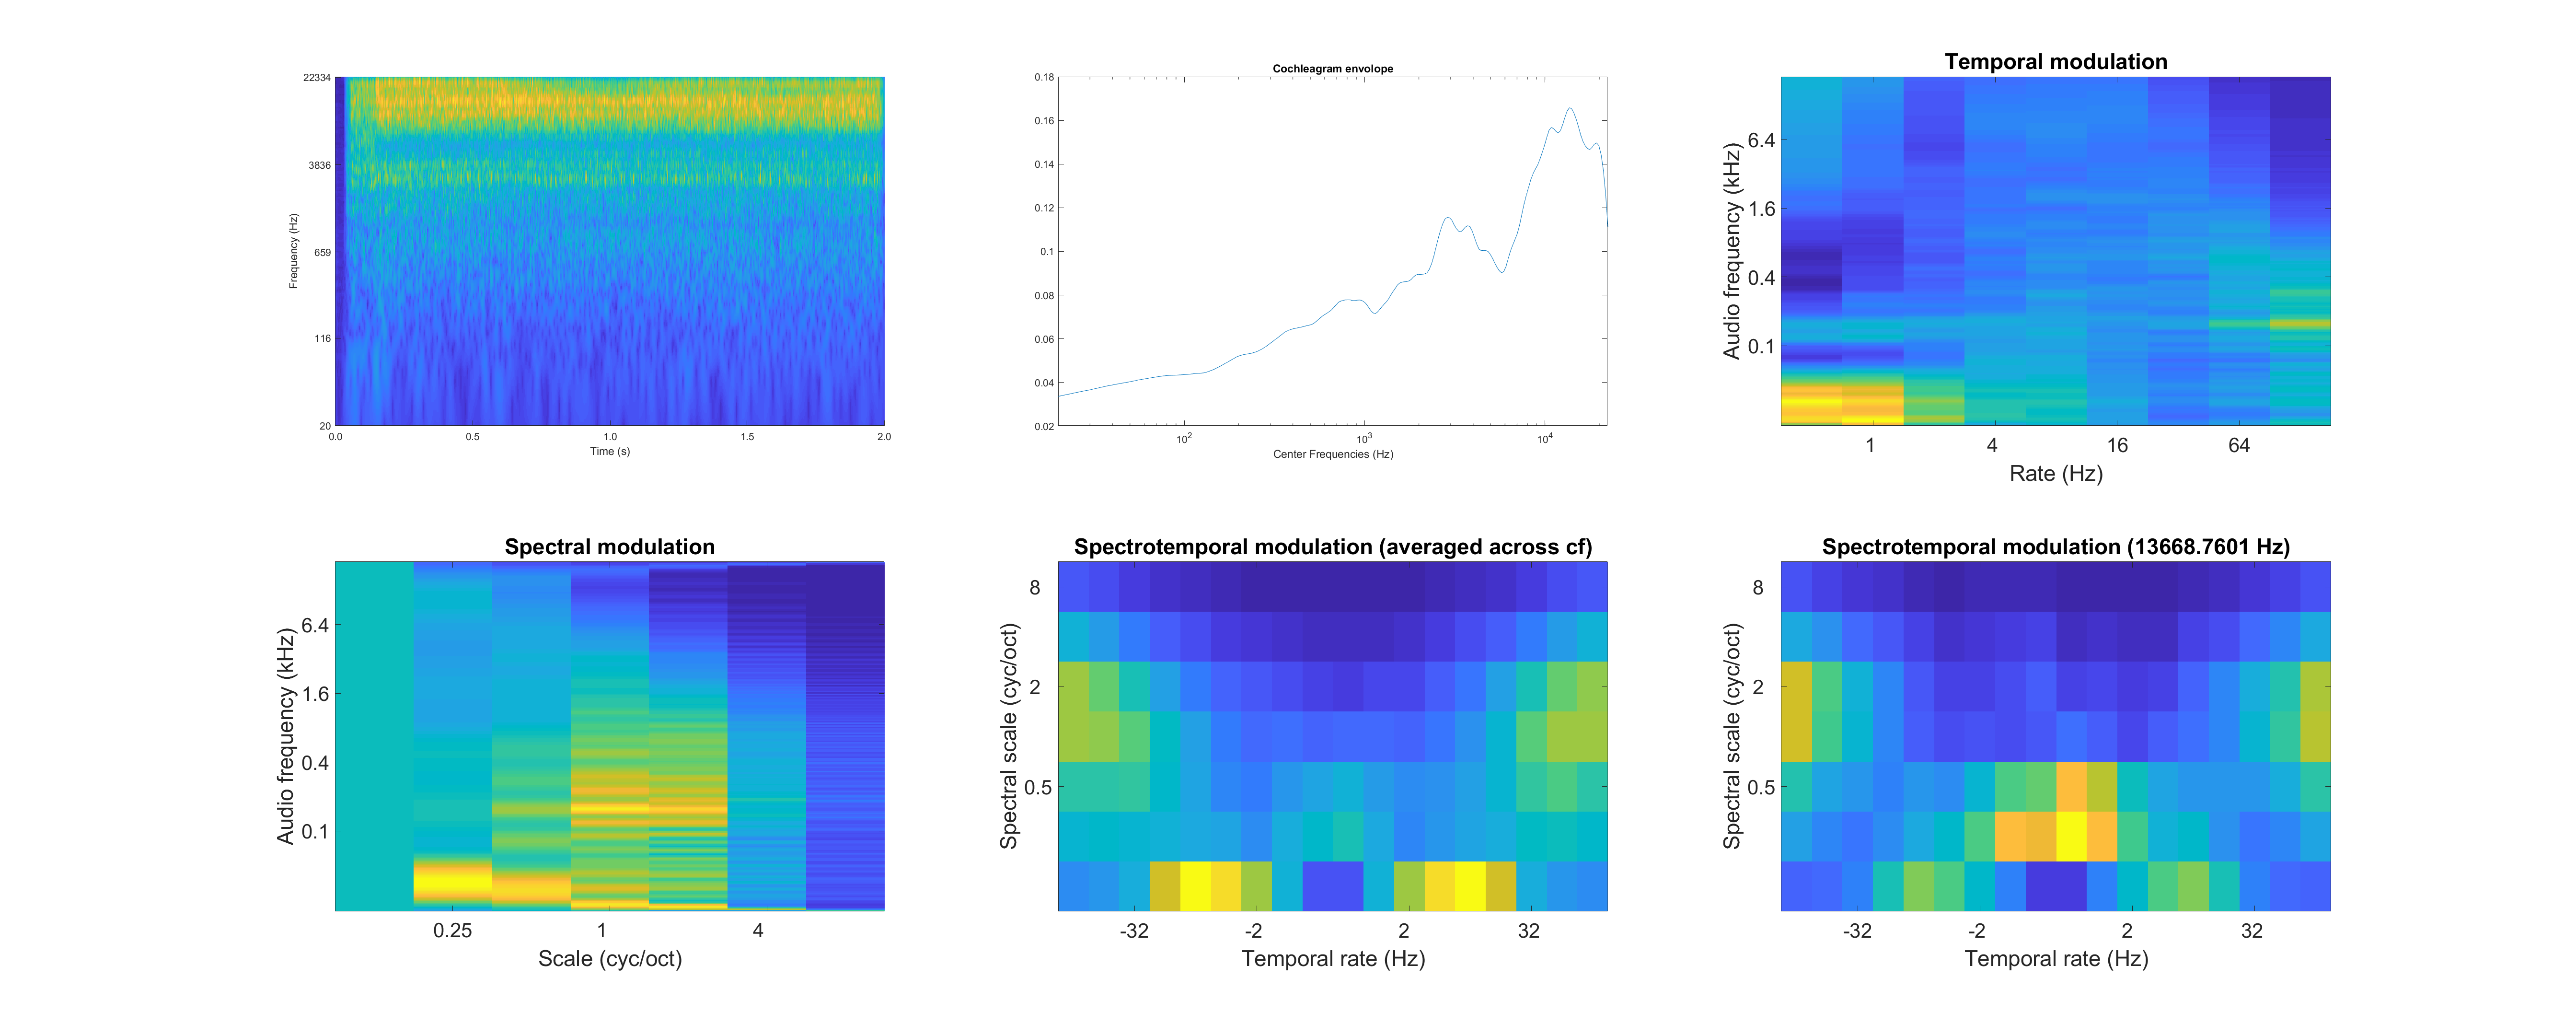 22334
3836
659
116
20
Frequency (Hz)
0.0 0.5 1.0 1.5 2.0
Time (s)
Cochleagram envolope
0.18
0.16
0.14
0.12
0.1
0.08
0.06
0.04
0.02
10^2 10^3 10^4
Center Frequencies (Hz)
Temporal modulation
6.4
1.6
0.4
0.1
Audio frequency (kHz)
1 4 16 64
Rate (Hz)
Spectral modulation
6.4
1.6
0.4
0.1
Audio frequency (kHz)
0.25 1 4
Scale (cyc/oct)
Spectrotemporal modulation (averaged across cf)
8
2
0.5
Spectral scale (cyc/oct)
-32 -2 2 32
Temporal rate (Hz)
Spectrotemporal modulation (13668.7601 Hz)
8
2
0.5
Spectral scale (cyc/oct)
-32 -2 2 32
Temporal rate (Hz)